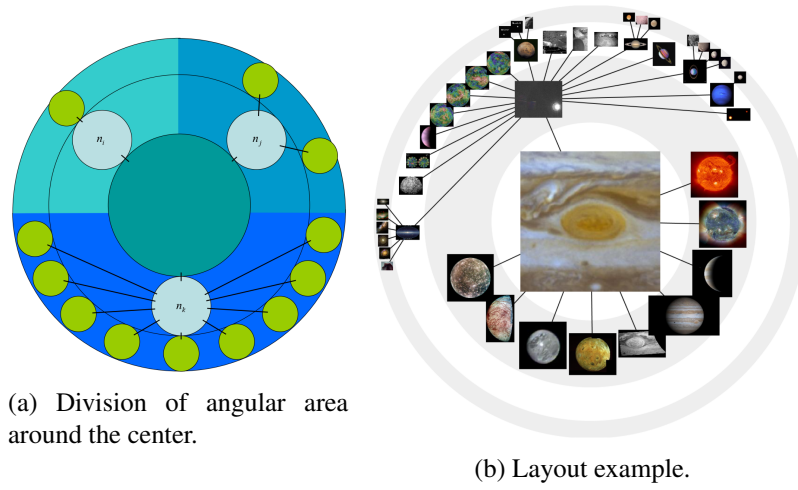 n_i
n_j
n_k
(a) Division of angular area
around the center.
(b) Layout example.